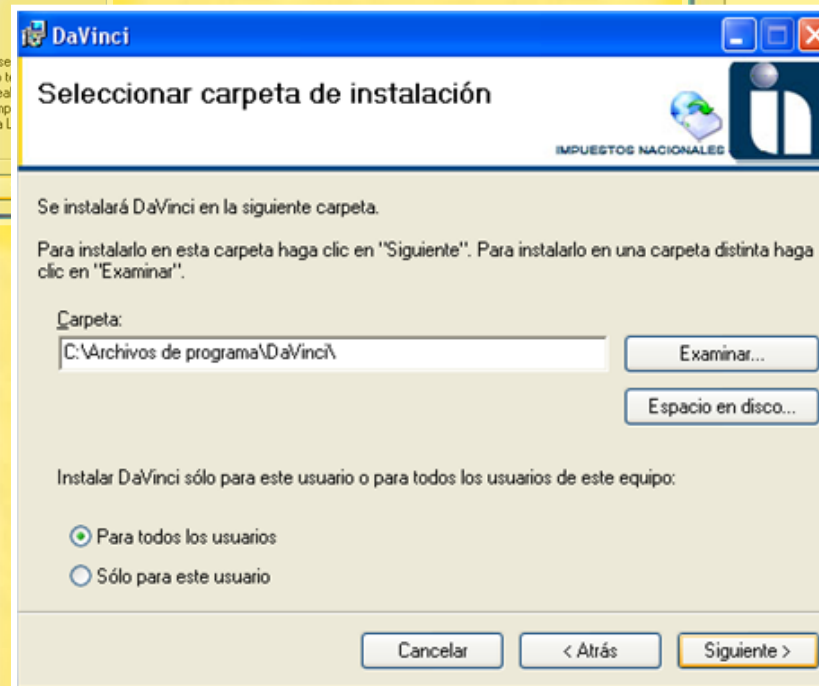 DaVinci
Seleccionar carpeta de instalación
IMPUESTOS NACIONALES
in
Se instalará DaVinci en la siguiente carpeta.
Para instalarlo en esta carpeta haga clic en "Siguiente". Para instalarlo en una carpeta distinta haga
clic en "Examinar".
Carpeta:
C:\Archivos de programa\DaVinci\
Examinar...
Espacio en disco...
Instalar DaVinci sólo para este usuario o para todos los usuarios de este equipo:
Para todos los usuarios
Sólo para este usuario
Cancelar
< Atrás
Siguiente >